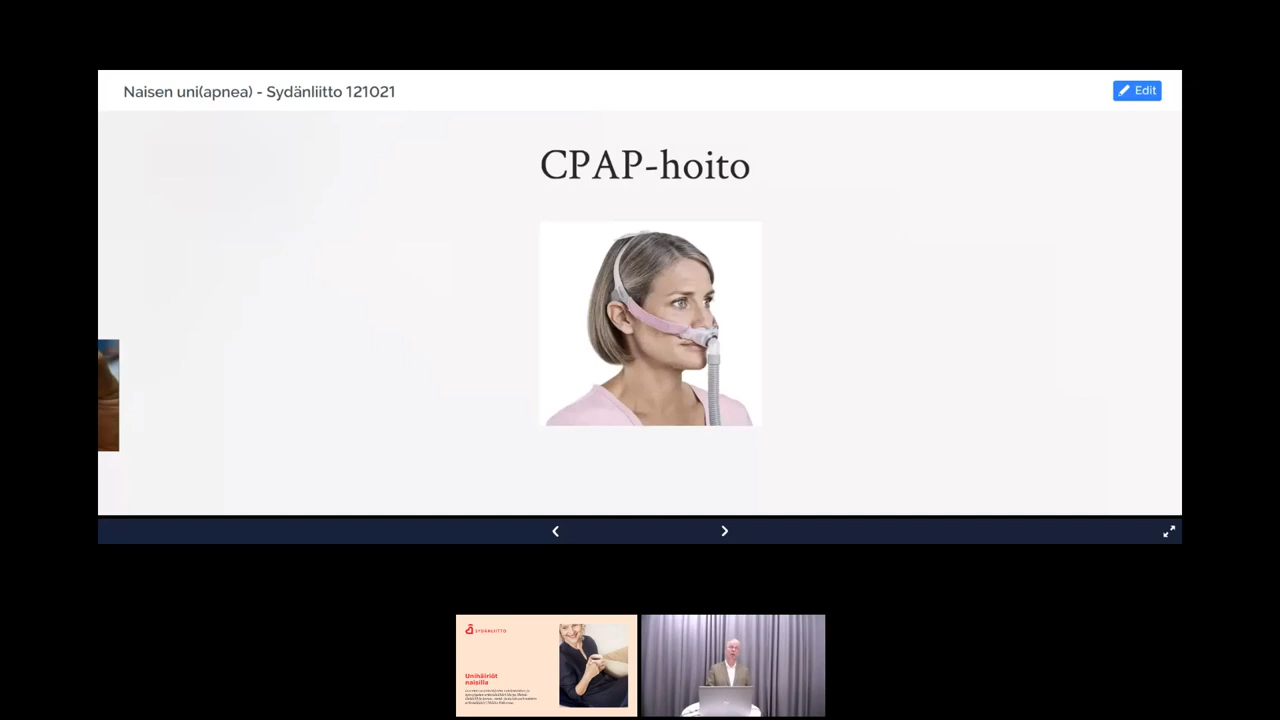 Naisen uni(apnea) - Sydänliitto 121021
Edit
CPAP-hoito
SYDÄNLIITTO
Unihäiriöt
naisilla